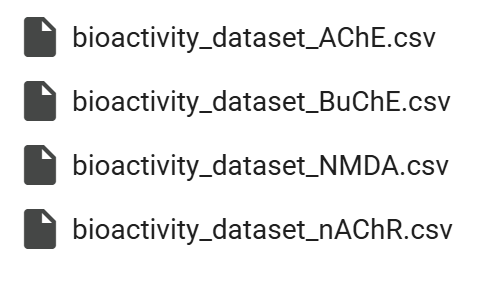 bioactivity_dataset_AChE.csv
bioactivity_dataset_BuChE.csv
bioactivity_dataset_NMDA.csv
bioactivity_dataset_nAChR.csv